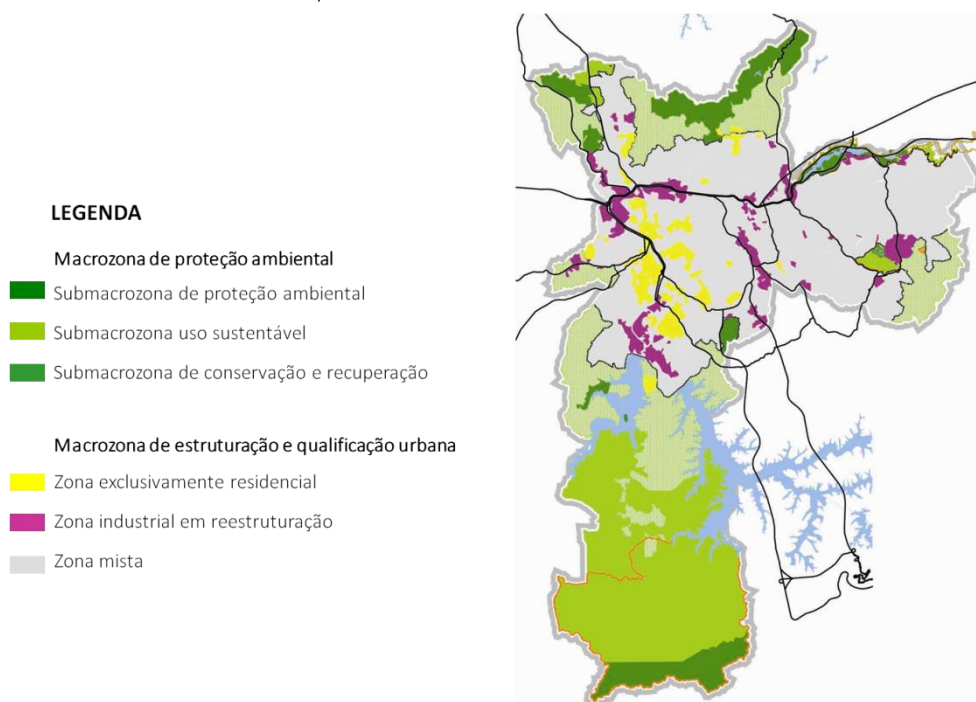 LEGENDA
Macrozona de proteção ambiental
Submacrozona de proteção ambiental
Submacrozona uso sustentável
Submacrozona de conservação e recuperação
Macrozona de estruturação e qualificação urbana
Zona exclusivamente residencial
Zona industrial em reestruturação
Zona mista